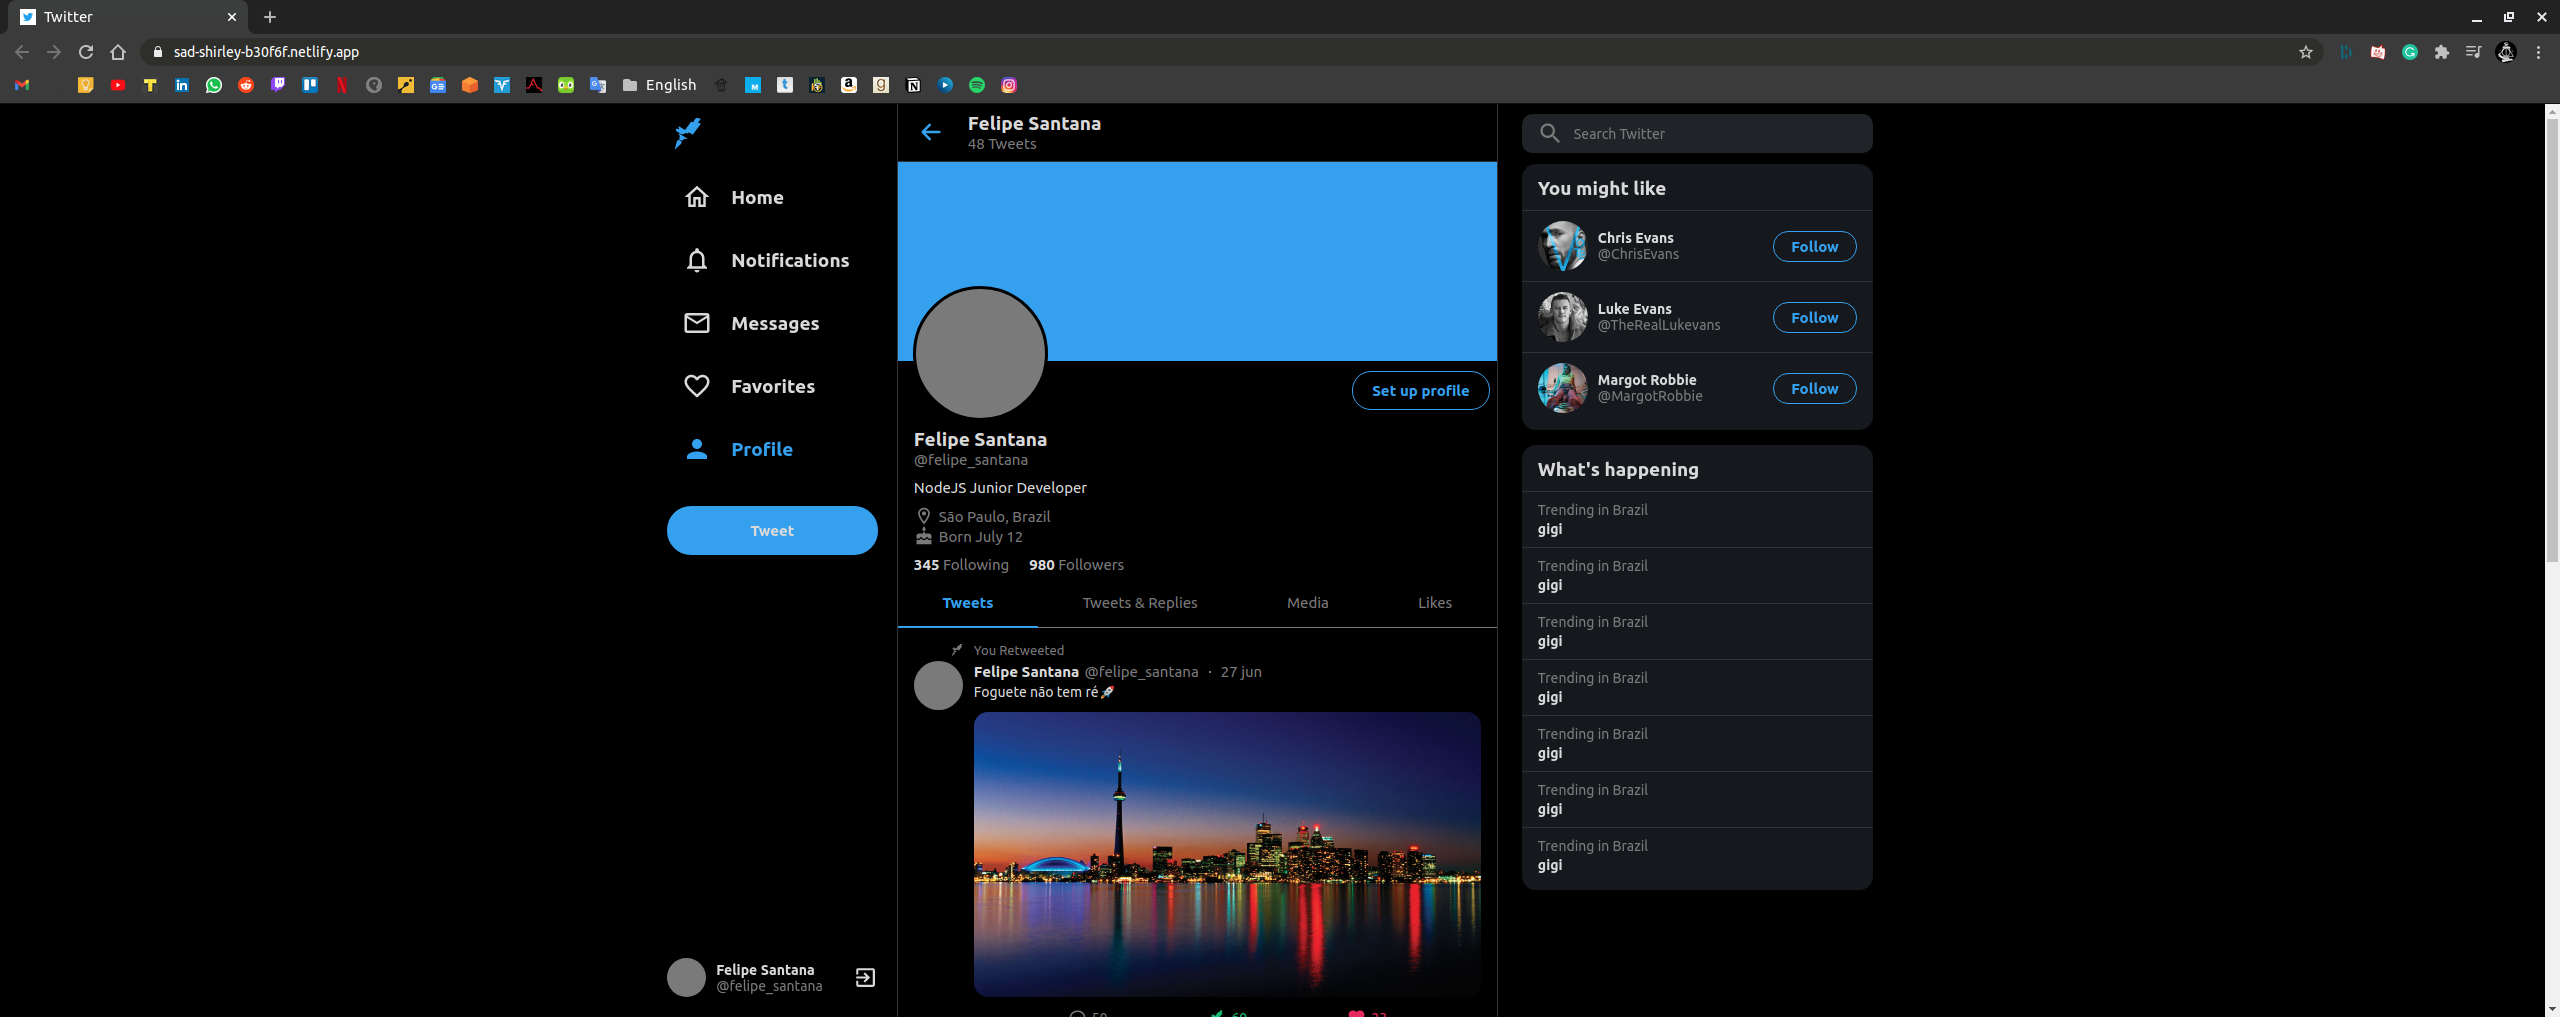 Twitter
sad-shirley-b30f6f.netlify.app
English
Home
Notifications
Messages
Favorites
Profile
Tweet
Felipe Santana
@felipe_santana
Felipe Santana
48 Tweets
Set up profile
Felipe Santana
@felipe_santana
NodeJS Junior Developer
São Paulo, Brazil
Born July 12
345 Following 980 Followers
Tweets Tweets & Replies Media Likes
You Retweeted
Felipe Santana @felipe_santana · 27 jun
Foguete não tem ré🚀
Search Twitter
You might like
Chris Evans
@ChrisEvans
Follow
Luke Evans
@TheRealLukevans
Follow
Margot Robbie
@MargotRobbie
Follow
What's happening
Trending in Brazil
gigi
Trending in Brazil
gigi
Trending in Brazil
gigi
Trending in Brazil
gigi
Trending in Brazil
gigi
Trending in Brazil
gigi
Trending in Brazil
gigi